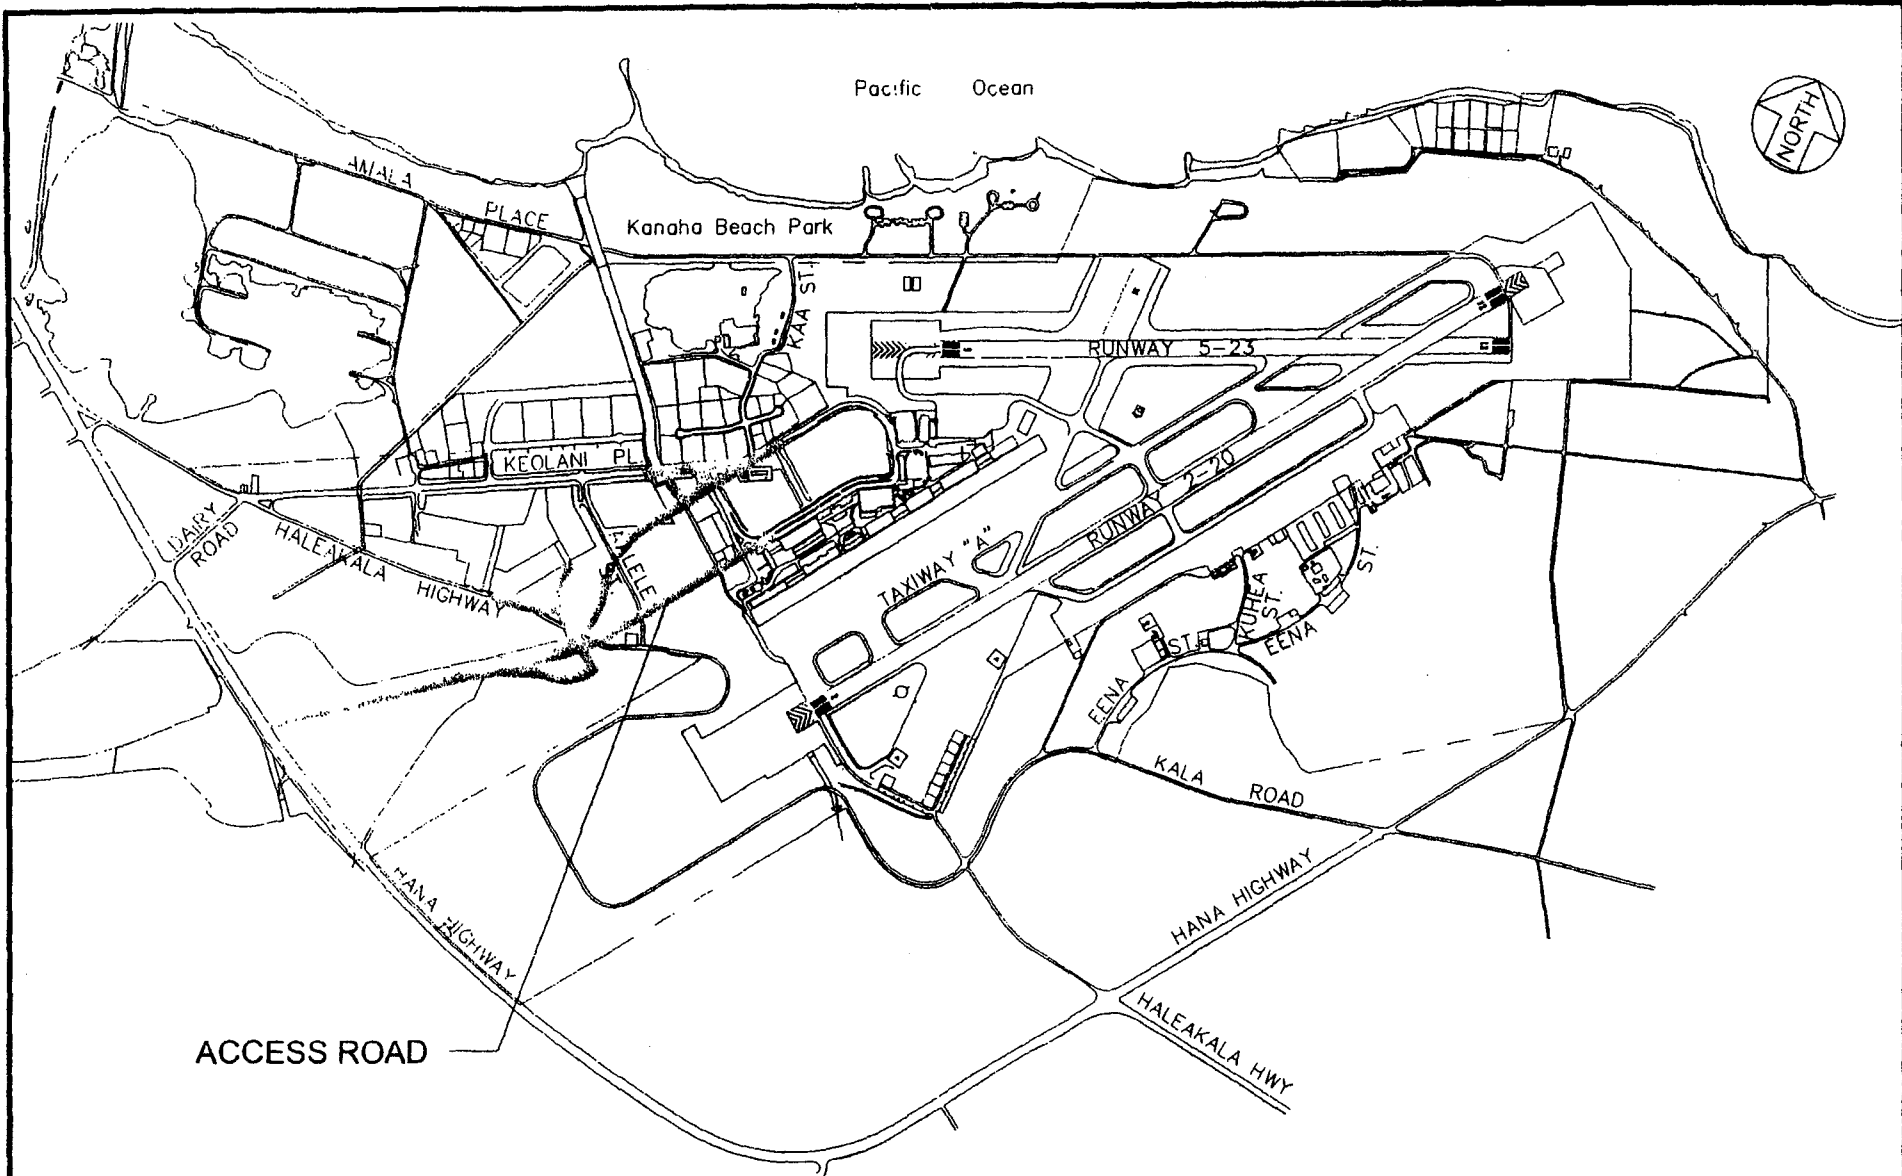 Pacific Ocean
NORTH
AMALA
PLACE
Kanaha Beach Park
KAA ST.
RUNWAY 5-23
KEOLANI PL
DAIRY
ROAD
HALEAKALA
HIGHWAY
LELE
TAXIWAY "A"
RUNWAY 2-20
KUHEA
ST.
ST.
EENA
ST.
EENA
KALA ROAD
HANA HIGHWAY
HANA HIGHWAY
ACCESS ROAD
HALEAKALA HWY